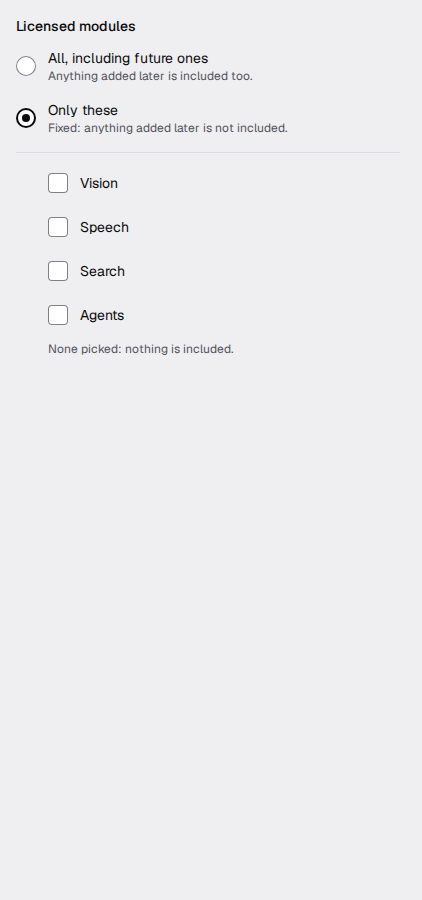 Licensed modules
All, including future ones
Anything added later is included too.
Only these
Fixed: anything added later is not included.
Vision
Speech
Search
Agents
None picked: nothing is included.